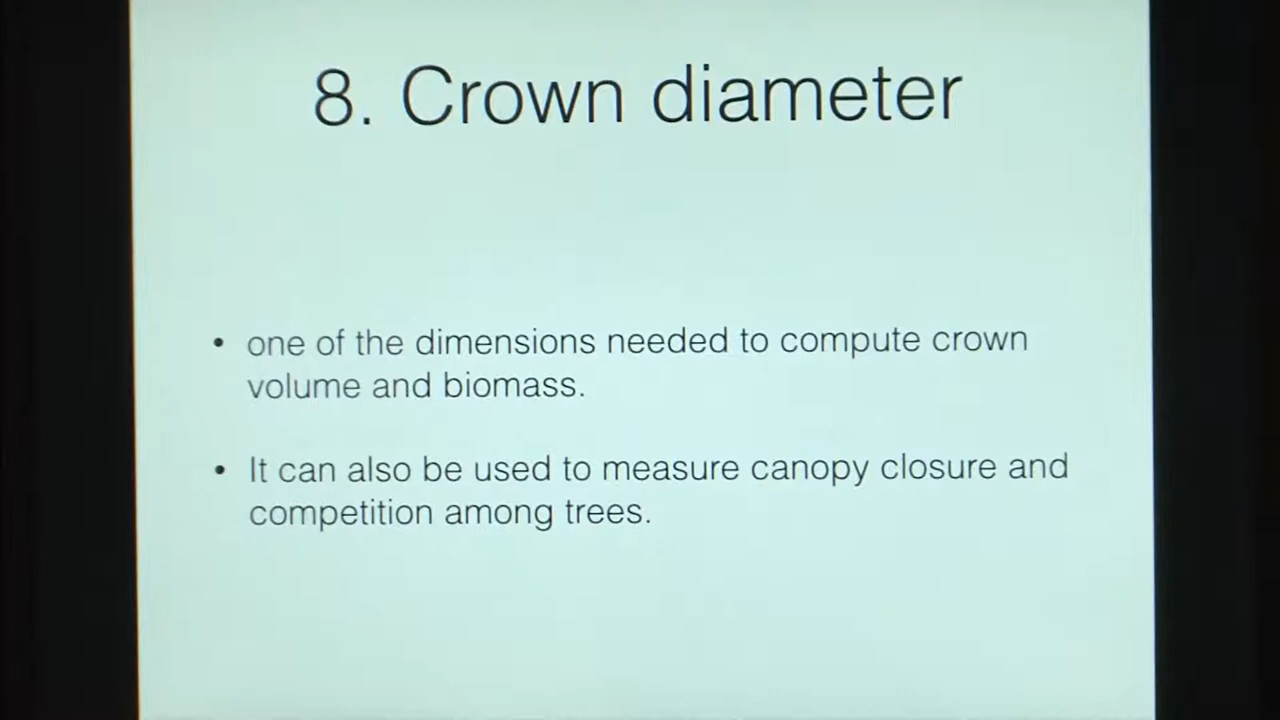 8. Crown diameter
• one of the dimensions needed to compute crown
volume and biomass.
• It can also be used to measure canopy closure and
competition among trees.